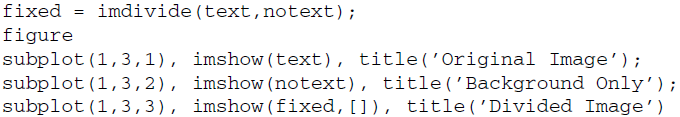 fixed = imdivide(text,notext);
figure
subplot(1,3,1), imshow(text), title(’Original Image’);
subplot(1,3,2), imshow(notext), title(’Background Only’);
subplot(1,3,3), imshow(fixed,[]), title(’Divided Image’)